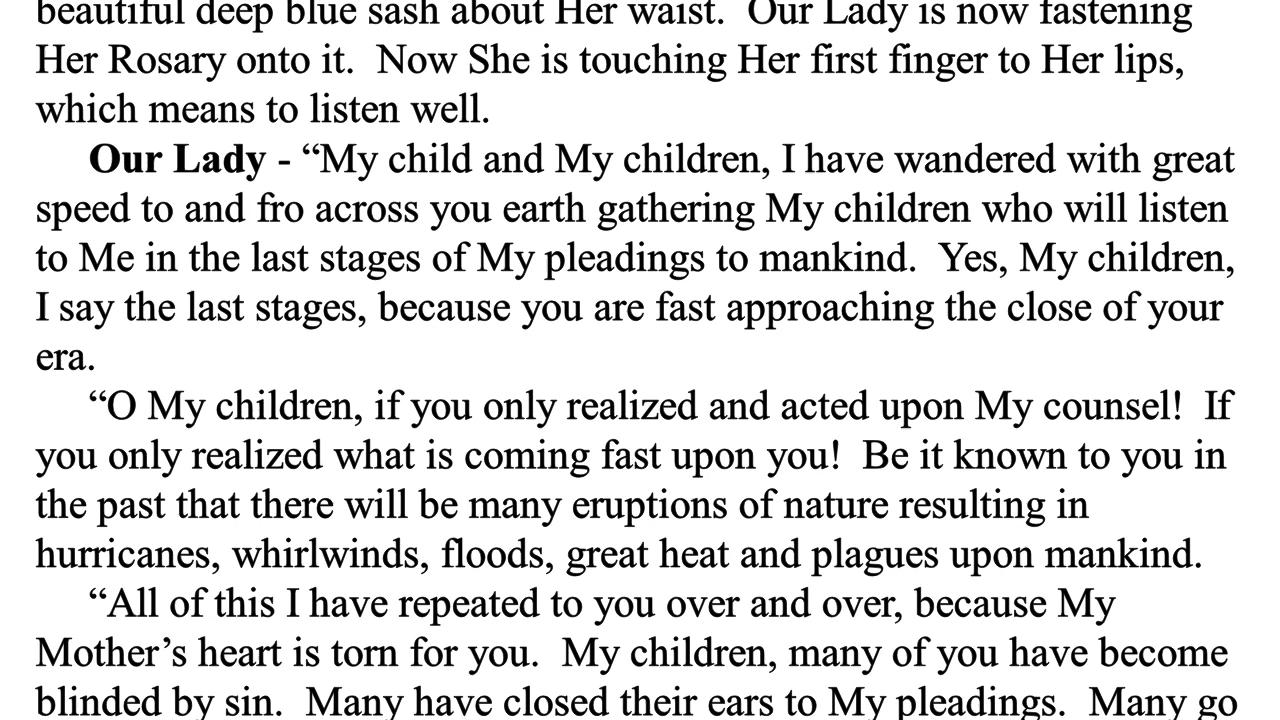 beautiful deep blue sash about Her waist.  Our Lady is now fastening
Her Rosary onto it.  Now She is touching Her first finger to Her lips,
which means to listen well.
Our Lady - “My child and My children, I have wandered with great
speed to and fro across you earth gathering My children who will listen
to Me in the last stages of My pleadings to mankind.  Yes, My children,
I say the last stages, because you are fast approaching the close of your
era.
“O My children, if you only realized and acted upon My counsel!  If
you only realized what is coming fast upon you!  Be it known to you in
the past that there will be many eruptions of nature resulting in
hurricanes, whirlwinds, floods, great heat and plagues upon mankind.
“All of this I have repeated to you over and over, because My
Mother’s heart is torn for you.  My children, many of you have become
blinded by sin.  Many have closed their ears to My pleadings.  Many go